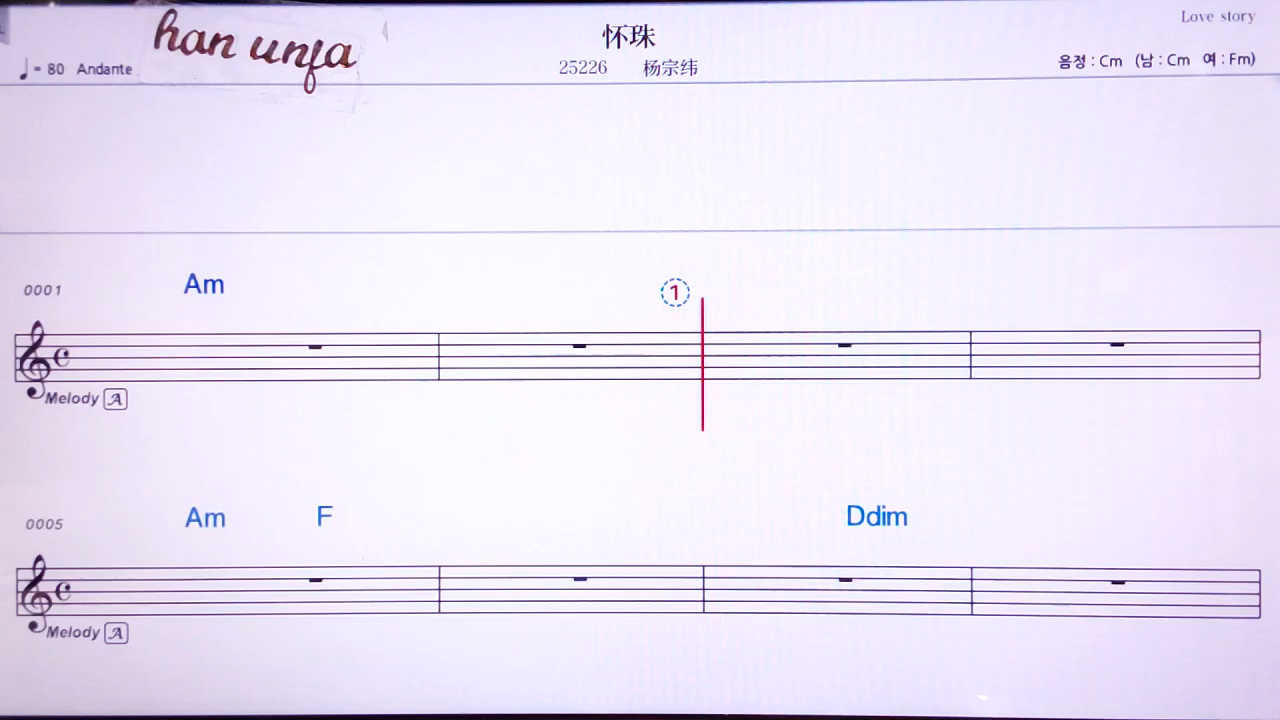 Love story
han unfa
怀珠
♩= 80 Andante
25226 杨宗纬
음정 : Cm (남 : Cm 여 : Fm)
0001 Am
1
Melody A
0005 Am F Ddim
Melody A